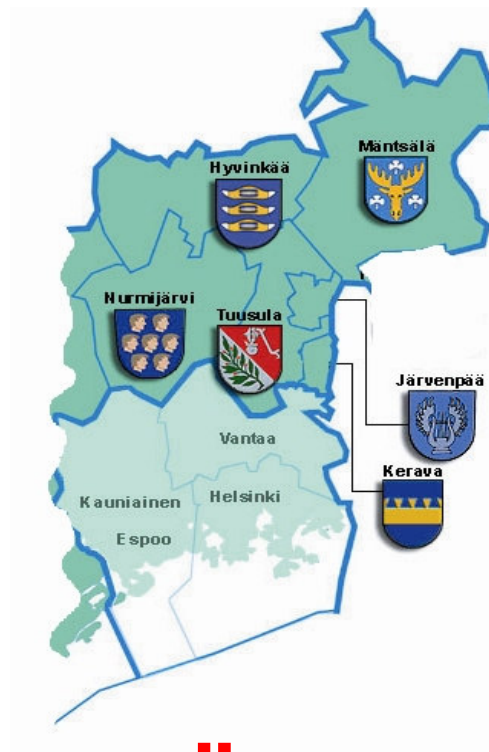 Mäntsälä
Hyvinkää
Nurmijärvi
Tuusula
Järvenpää
Vantaa
Kerava
Kauniainen
Helsinki
Espoo